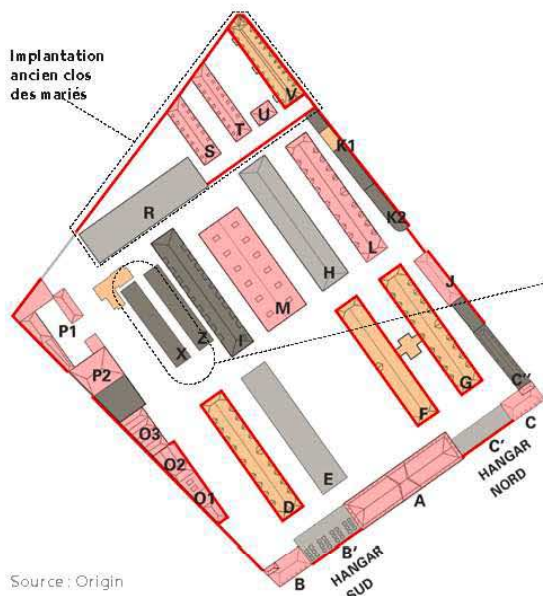 Implantation
ancien clos
des mariés
V
U
T
S
K1
K2
R
L
H
M
J
I
Z
X
P1
P2
G
F
C''
C
C'
HANGAR
NORD
O3
O2
O1
E
D
A
B'
HANGAR
SUD
B
Source : Origin